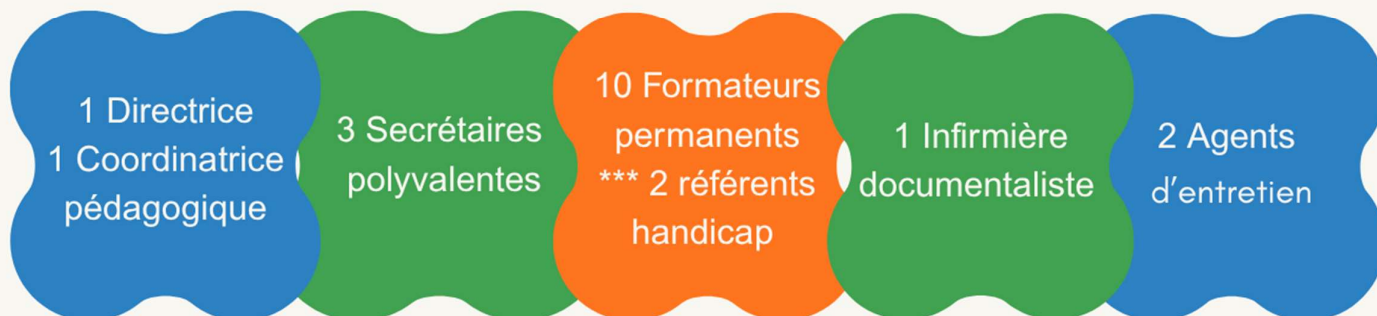 1 Directrice
1 Coordinatrice
pédagogique
3 Secrétaires
polyvalentes
10 Formateurs
permanents
*** 2 référents
handicap
1 Infirmière
documentaliste
2 Agents
d'entretien